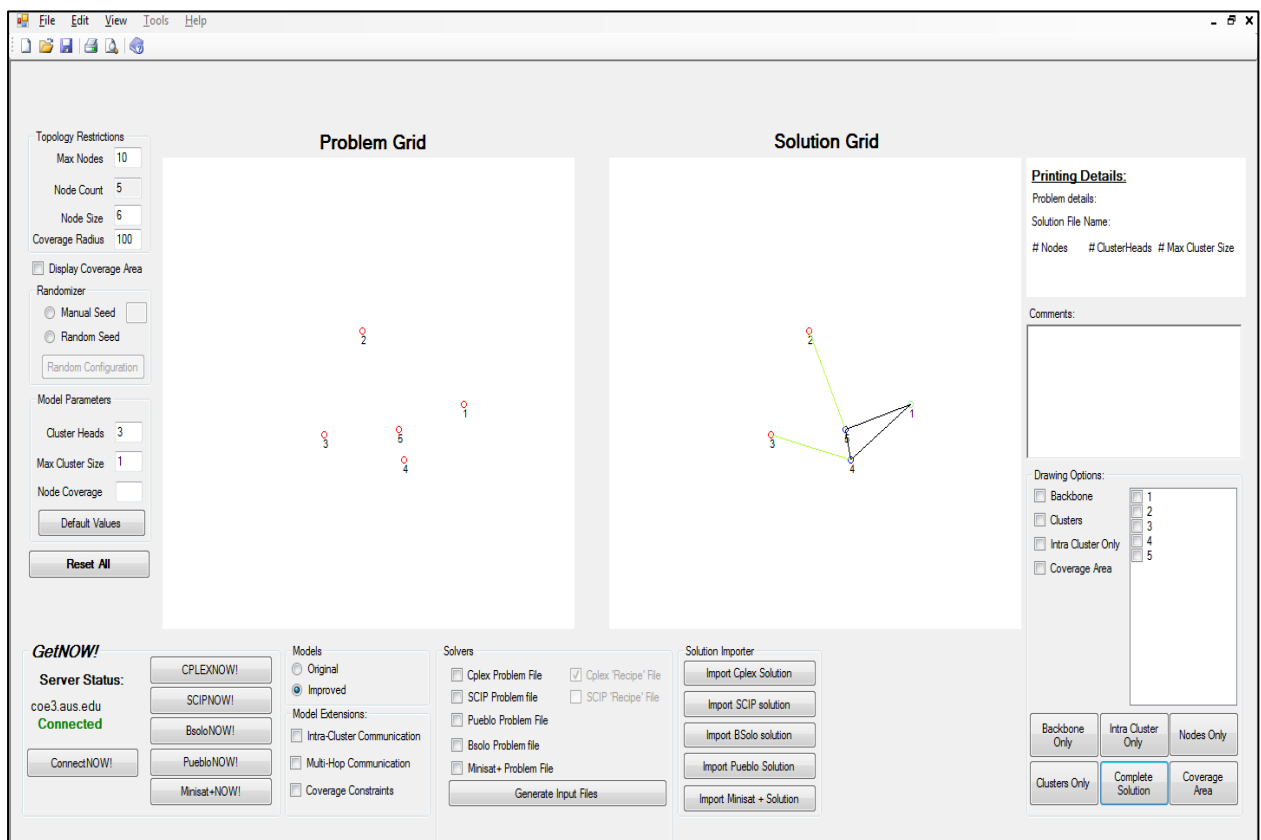 File Edit View Tools Help
Problem Grid
Solution Grid
Topology Restrictions
Max Nodes 10
Node Count 5
Node Size 6
Coverage Radius 100
Display Coverage Area
Randomizer
Manual Seed
Random Seed
Random Configuration
Model Parameters
Cluster Heads 3
Max Cluster Size 1
Node Coverage
Default Values
Reset All
2
1
3
5
4
2
1
3
5
4
Printing Details:
Problem details:
Solution File Name:
# Nodes # ClusterHeads # Max Cluster Size
Comments:
Drawing Options:
Backbone
Clusters
Intra Cluster Only
Coverage Area
1
2
3
4
5
Backbone Only
Intra Cluster Only
Nodes Only
Clusters Only
Complete Solution
Coverage Area
GetNOW!
Server Status:
coe3.aus.edu
Connected
ConnectNOW!
CPLEXNOW!
SCIPNOW!
BsoloNOW!
PuebloNOW!
Minisat+NOW!
Models
Original
Improved
Model Extensions:
Intra-Cluster Communication
Multi-Hop Communication
Coverage Constraints
Solvers
Cplex Problem File
Cplex 'Recipe' File
SCIP Problem file
SCIP 'Recipe' File
Pueblo Problem File
Bsolo Problem file
Minisat+ Problem File
Generate Input Files
Solution Importer
Import Cplex Solution
Import SCIP solution
Import BSolo solution
Import Pueblo Solution
Import Minisat + Solution